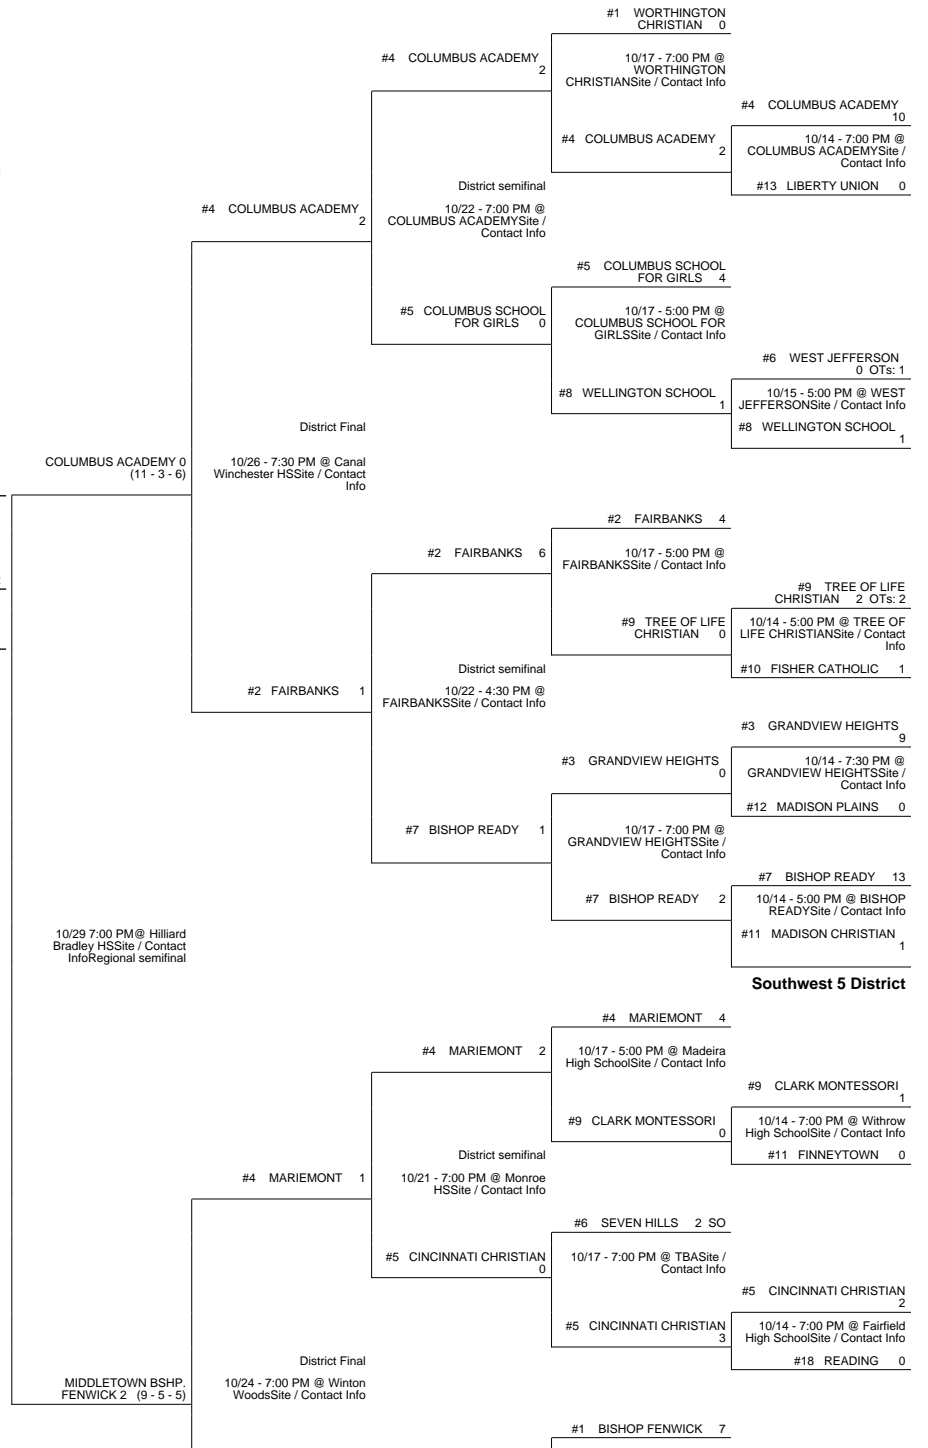 #1 WORTHINGTON
CHRISTIAN 0
#4 COLUMBUS ACADEMY
2
10/17 - 7:00 PM @
WORTHINGTON
CHRISTIANSite / Contact Info
#4 COLUMBUS ACADEMY
10
#4 COLUMBUS ACADEMY
2
10/14 - 7:00 PM @
COLUMBUS ACADEMYSite /
Contact Info
#13 LIBERTY UNION 0
District semifinal
10/22 - 7:00 PM @
COLUMBUS ACADEMYSite /
Contact Info
#4 COLUMBUS ACADEMY
2
#5 COLUMBUS SCHOOL
FOR GIRLS 4
#5 COLUMBUS SCHOOL
FOR GIRLS 0
10/17 - 5:00 PM @
COLUMBUS SCHOOL FOR
GIRLSSite / Contact Info
#6 WEST JEFFERSON
0 OTs: 1
#8 WELLINGTON SCHOOL
1
10/15 - 5:00 PM @ WEST
JEFFERSONSite / Contact Info
#8 WELLINGTON SCHOOL
1
District Final
10/26 - 7:30 PM @ Canal
Winchester HSSite / Contact
Info
COLUMBUS ACADEMY 0
(11 - 3 - 6)
#2 FAIRBANKS 4
#2 FAIRBANKS 6
10/17 - 5:00 PM @
FAIRBANKSSite / Contact Info
#9 TREE OF LIFE
CHRISTIAN 2 OTs: 2
#9 TREE OF LIFE
CHRISTIAN 0
10/14 - 5:00 PM @ TREE OF
LIFE CHRISTIANSite / Contact
Info
#10 FISHER CATHOLIC 1
District semifinal
10/22 - 4:30 PM @
FAIRBANKSSite / Contact Info
#2 FAIRBANKS 1
#3 GRANDVIEW HEIGHTS
9
#3 GRANDVIEW HEIGHTS
0
10/14 - 7:30 PM @
GRANDVIEW HEIGHTSSite /
Contact Info
#12 MADISON PLAINS 0
#7 BISHOP READY 1
10/17 - 7:00 PM @
GRANDVIEW HEIGHTSSite /
Contact Info
#7 BISHOP READY 13
#7 BISHOP READY 2
10/14 - 5:00 PM @ BISHOP
READYSite / Contact Info
#11 MADISON CHRISTIAN
1
10/29 7:00 PM@ Hilliard
Bradley HSSite / Contact
InfoRegional semifinal
Southwest 5 District
#4 MARIEMONT 4
#4 MARIEMONT 2
10/17 - 5:00 PM @ Madeira
High SchoolSite / Contact Info
#9 CLARK MONTESSORI
1
#9 CLARK MONTESSORI
0
10/14 - 7:00 PM @ Withrow
High SchoolSite / Contact Info
#11 FINNEYTOWN 0
District semifinal
10/21 - 7:00 PM @ Monroe
HSSite / Contact Info
#4 MARIEMONT 1
#6 SEVEN HILLS 2 SO
#5 CINCINNATI CHRISTIAN
0
10/17 - 7:00 PM @ TBASite /
Contact Info
#5 CINCINNATI CHRISTIAN
2
#5 CINCINNATI CHRISTIAN
3
10/14 - 7:00 PM @ Fairfield
High SchoolSite / Contact Info
#18 READING 0
District Final
10/24 - 7:00 PM @ Winton
WoodsSite / Contact Info
MIDDLETOWN BSHP.
FENWICK 2 (9 - 5 - 5)
#1 BISHOP FENWICK 7